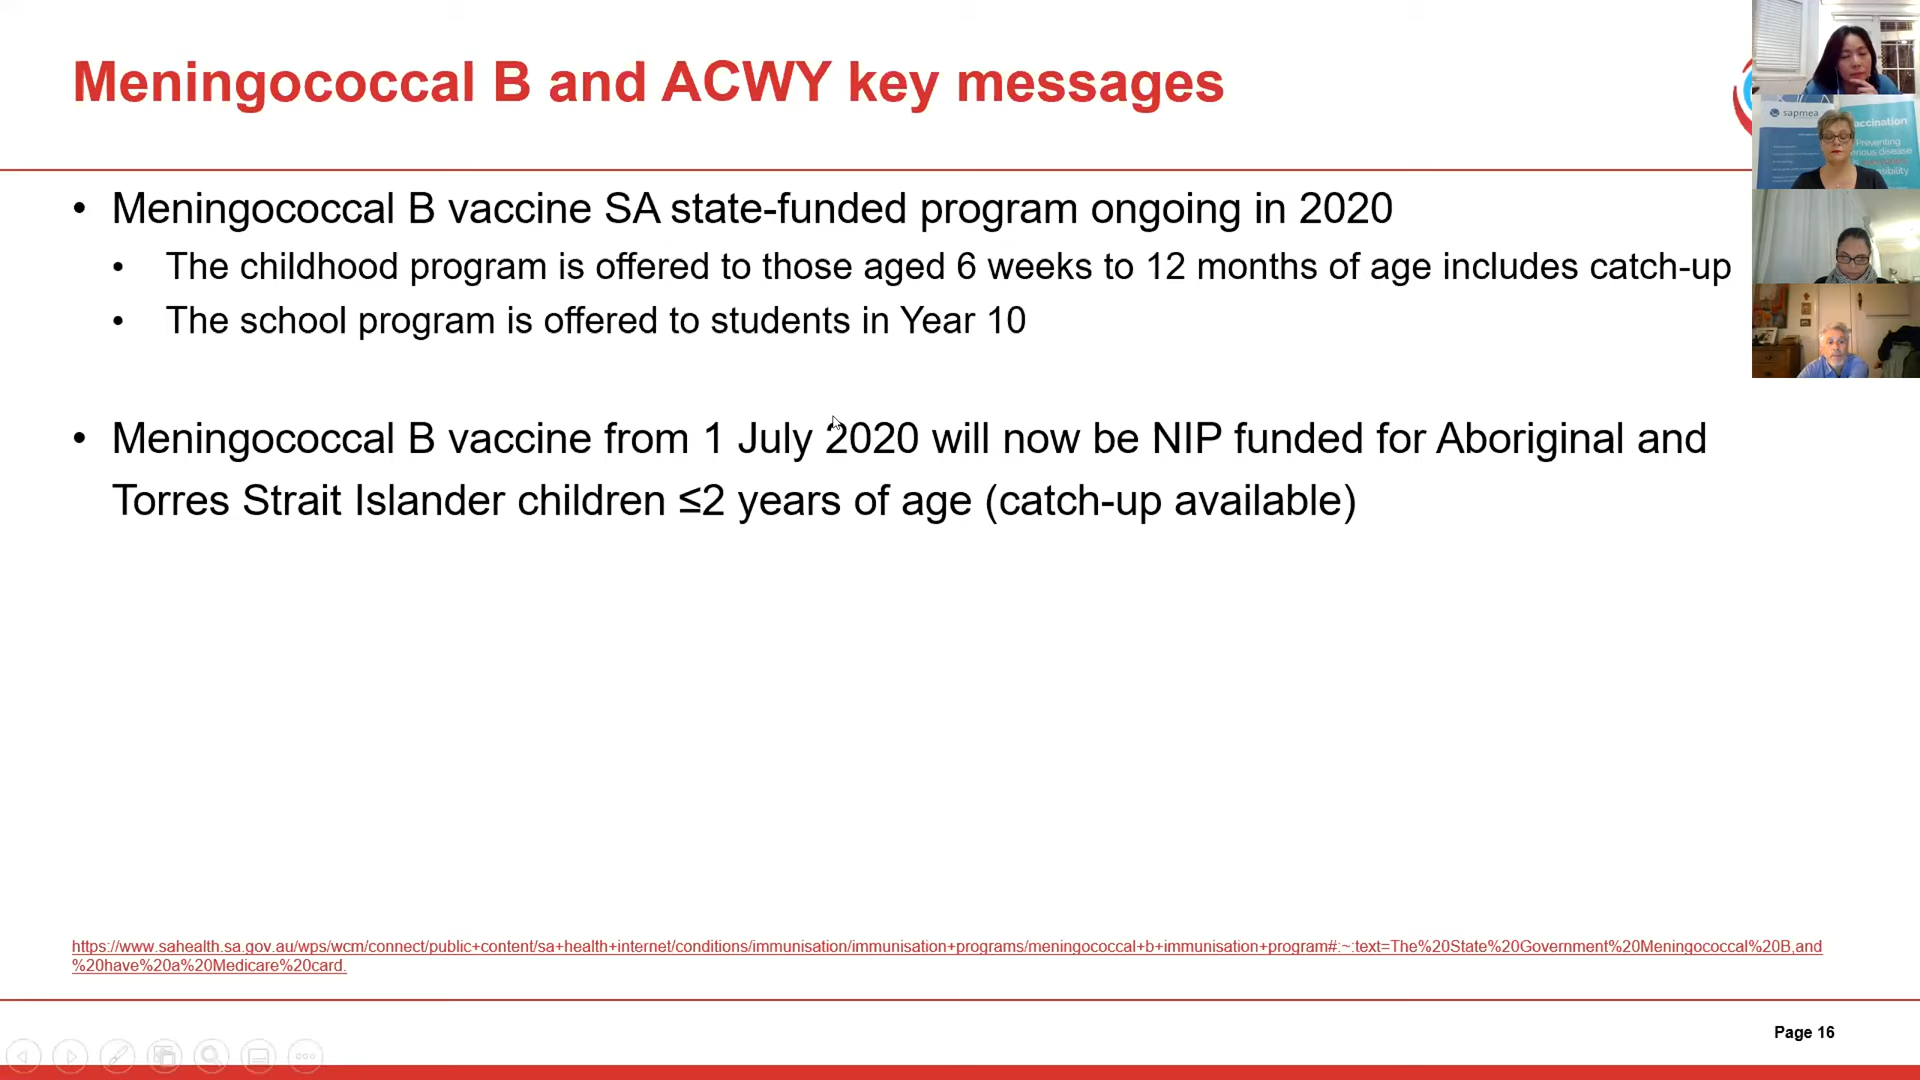 Meningococcal B and ACWY key messages
• Meningococcal B vaccine SA state-funded program ongoing in 2020
• The childhood program is offered to those aged 6 weeks to 12 months of age includes catch-up
• The school program is offered to students in Year 10
• Meningococcal B vaccine from 1 July 2020 will now be NIP funded for Aboriginal and
Torres Strait Islander children ≤2 years of age (catch-up available)
https://www.sahealth.sa.gov.au/wps/wcm/connect/public+content/sa+health+internet/conditions/immunisation/immunisation+programs/meningococcal+b+immunisation+program#:~:text=The%20State%20Government%20Meningococcal%20B,and
%20have%20a%20Medicare%20card.
Page 16
sapmea
accination
Preventing
disease